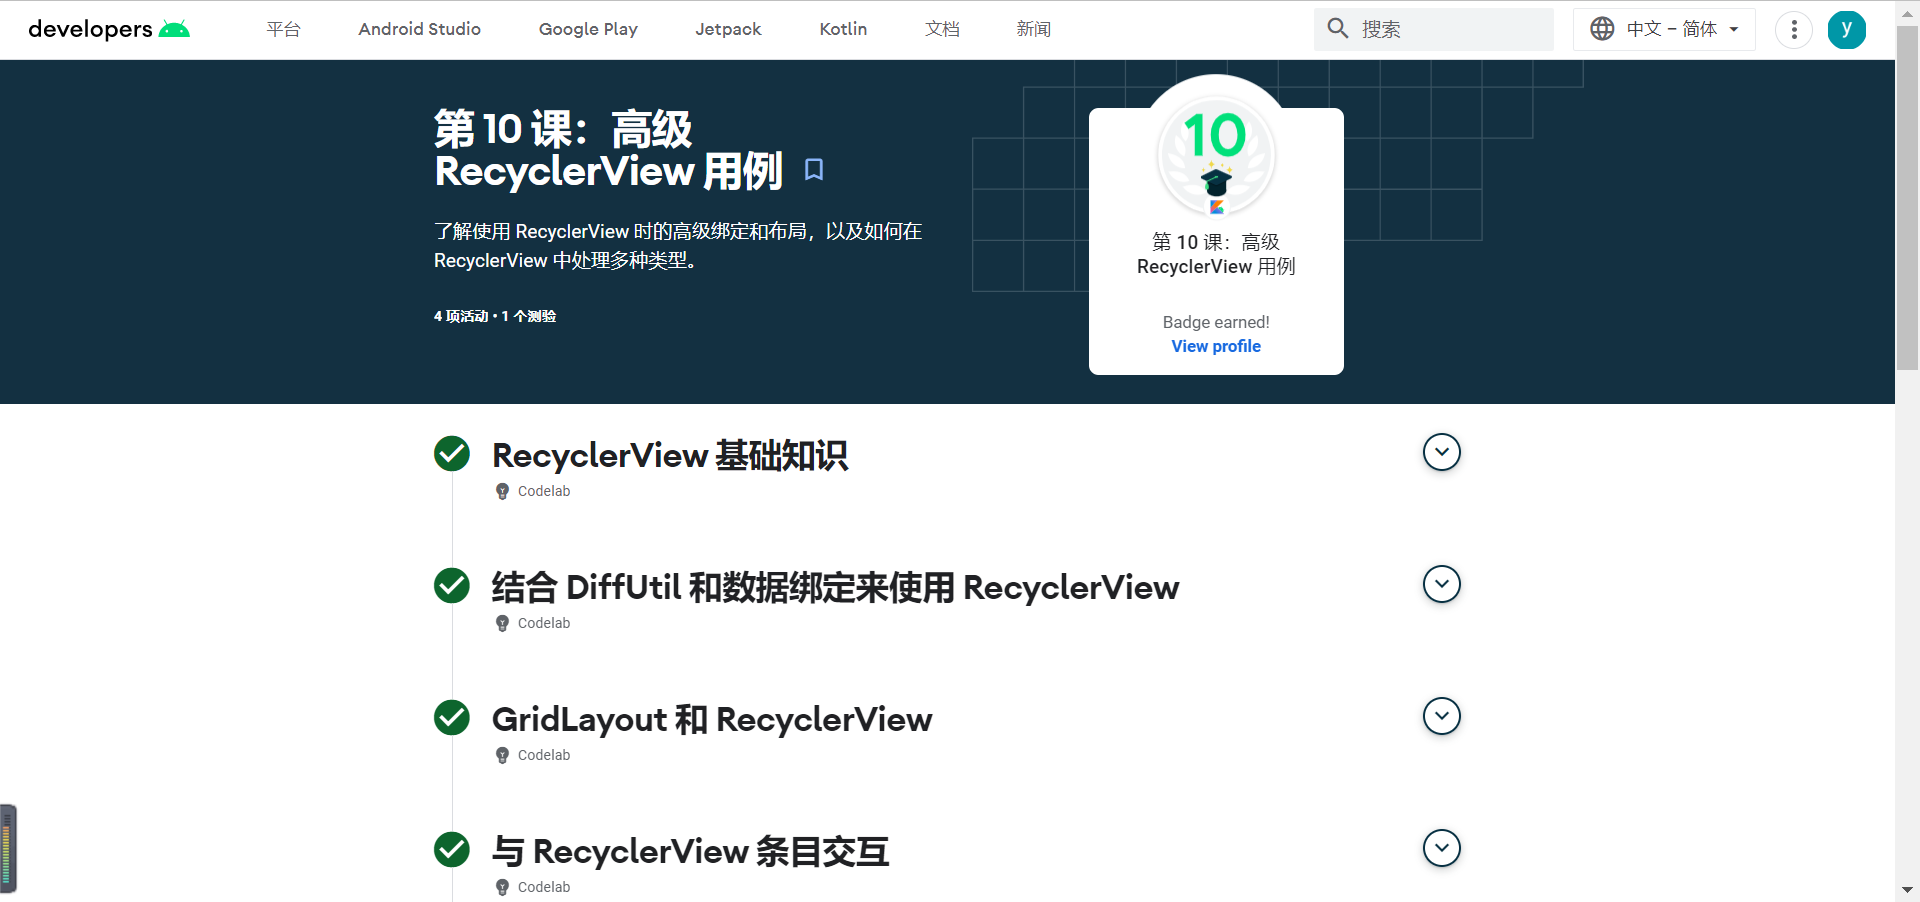 developers
平台
Android Studio
Google Play
Jetpack
Kotlin
文档
新闻
搜索
中文 – 简体
y
第 10 课：高级
RecyclerView 用例
了解使用 RecyclerView 时的高级绑定和布局，以及如何在
RecyclerView 中处理多种类型。
4 项活动 • 1 个测验
10
第 10 课：高级
RecyclerView 用例
Badge earned!
View profile
RecyclerView 基础知识
Codelab
结合 DiffUtil 和数据绑定来使用 RecyclerView
Codelab
GridLayout 和 RecyclerView
Codelab
与 RecyclerView 条目交互
Codelab